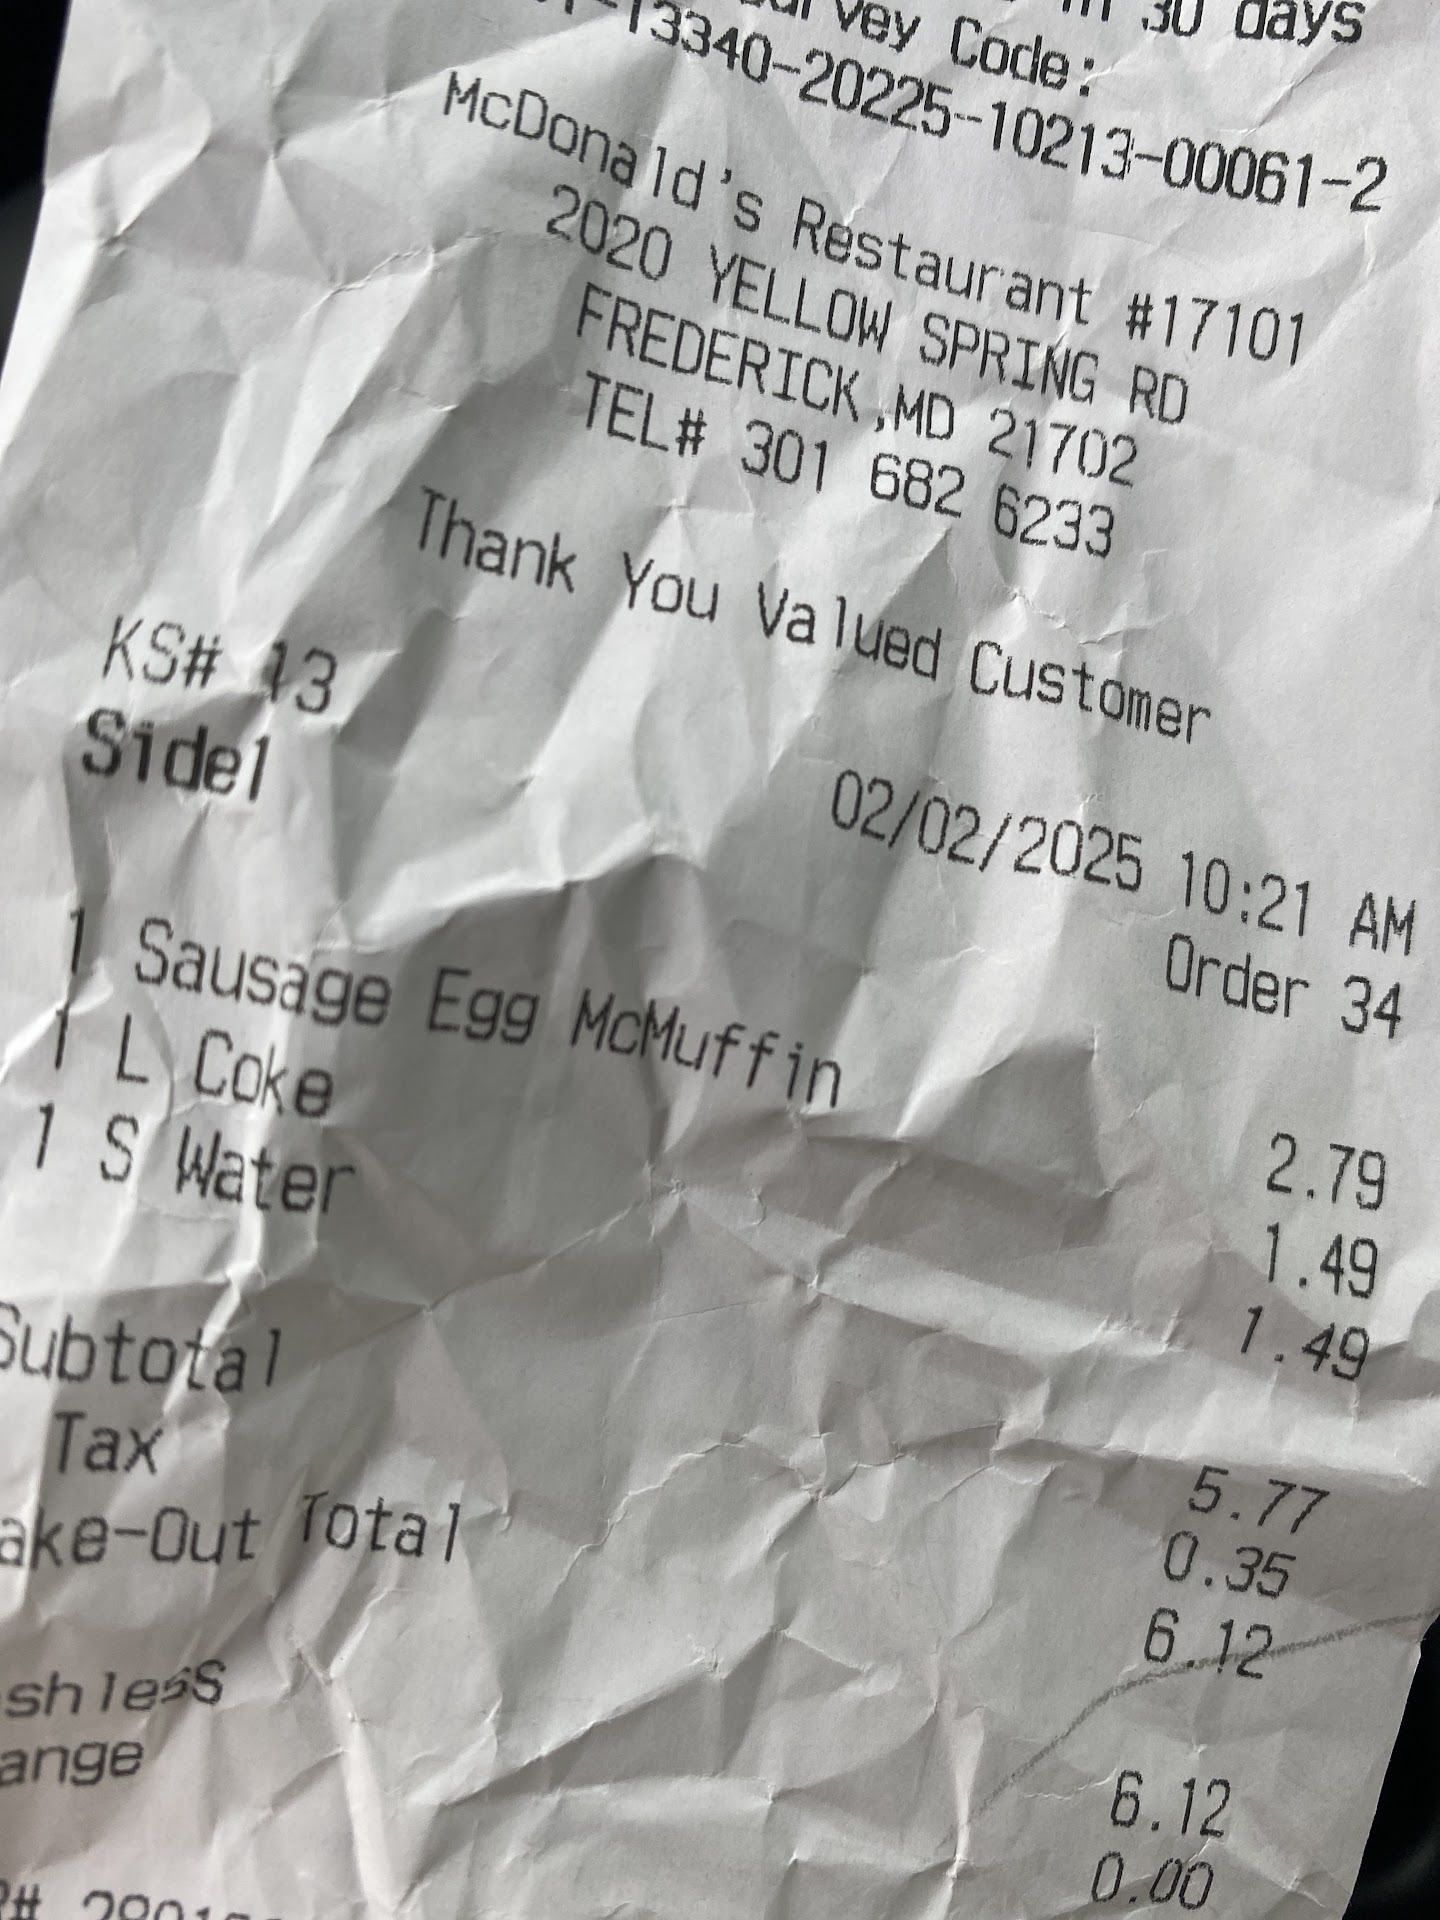 in 30 days
Survey Code:
-13340-20225-10213-00061-2
McDonald's Restaurant #17101
2020 YELLOW SPRING RD
FREDERICK,MD 21702
TEL# 301 682 6233
Thank You Valued Customer
KS# 13
Side1
02/02/2025 10:21 AM
Order 34
1 Sausage Egg McMuffin 2.79
1 L Coke 1.49
1 S Water 1.49
Subtotal 5.77
Tax 0.35
ake-Out Total 6.12
shless 6.12
ange 0.00